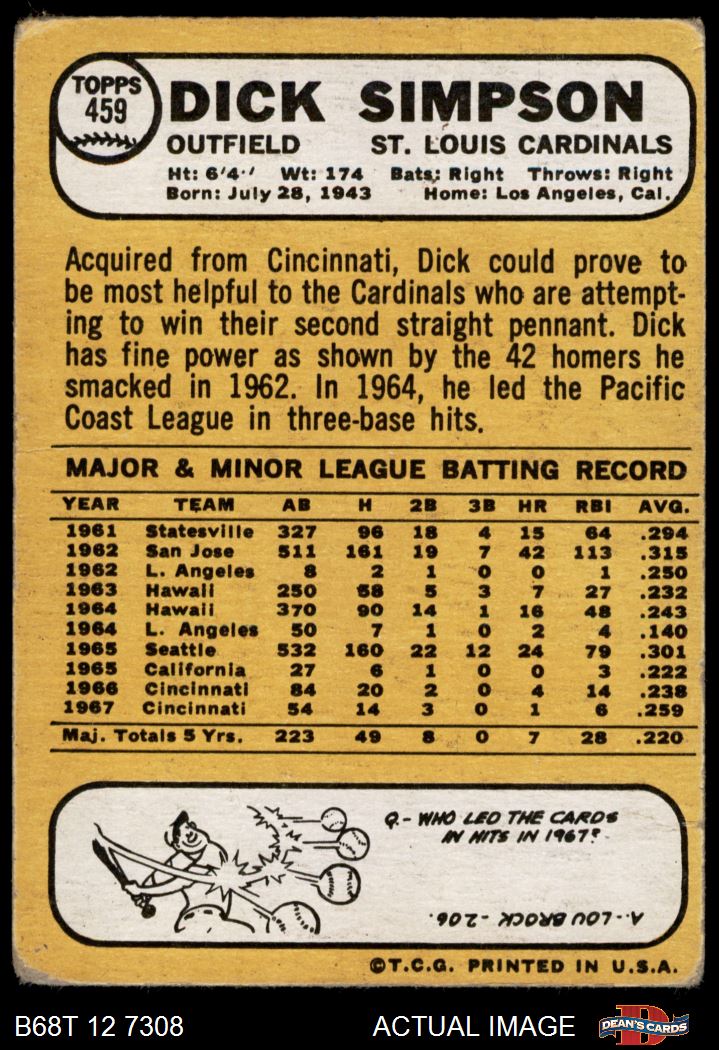 TOPPS
459
DICK SIMPSON
OUTFIELD ST. LOUIS CARDINALS
Ht: 6'4" Wt: 174 Bats: Right Throws: Right
Born: July 28, 1943 Home: Los Angeles, Cal.
Acquired from Cincinnati, Dick could prove to
be most helpful to the Cardinals who are attempt-
ing to win their second straight pennant. Dick
has fine power as shown by the 42 homers he
smacked in 1962. In 1964, he led the Pacific
Coast League in three-base hits.
MAJOR & MINOR LEAGUE BATTING RECORD
YEAR TEAM AB H 2B 3B HR RBI AVG.
1961 Statesville 327 96 18 4 15 64 .294
1962 San Jose 511 161 19 7 42 113 .315
1962 L. Angeles 8 2 1 0 0 1 .250
1963 Hawaii 250 58 5 3 7 27 .232
1964 Hawaii 370 90 14 1 16 48 .243
1964 L. Angeles 50 7 1 0 2 4 .140
1965 Seattle 532 160 22 12 24 79 .301
1965 California 27 6 1 0 0 3 .222
1966 Cincinnati 84 20 2 0 4 14 .238
1967 Cincinnati 54 14 3 0 1 6 .259
Maj. Totals 5 Yrs. 223 49 8 0 7 28 .220
Q.- WHO LED THE CARDS
IN HITS IN 1967?
A.-LOU BROCK - 206.
©T.C.G. PRINTED IN U.S.A.
B68T 12 7308 ACTUAL IMAGE D DEAN'S CARDS